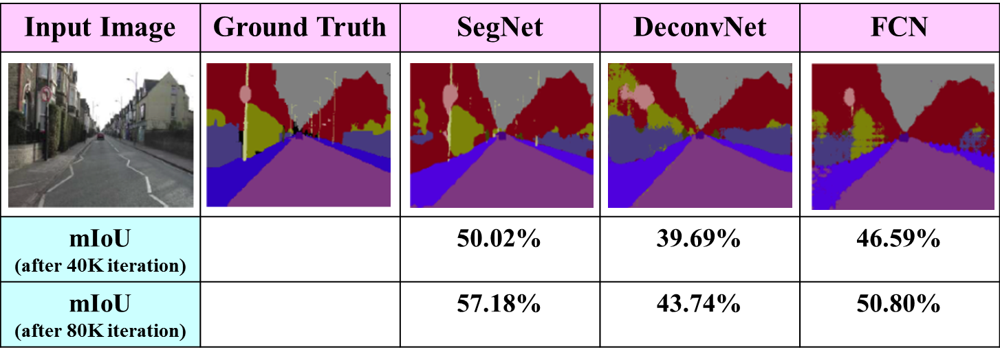 Input Image Ground Truth SegNet DeconvNet FCN
mIoU 50.02% 39.69% 46.59%
(after 40K iteration)
mIoU 57.18% 43.74% 50.80%
(after 80K iteration)